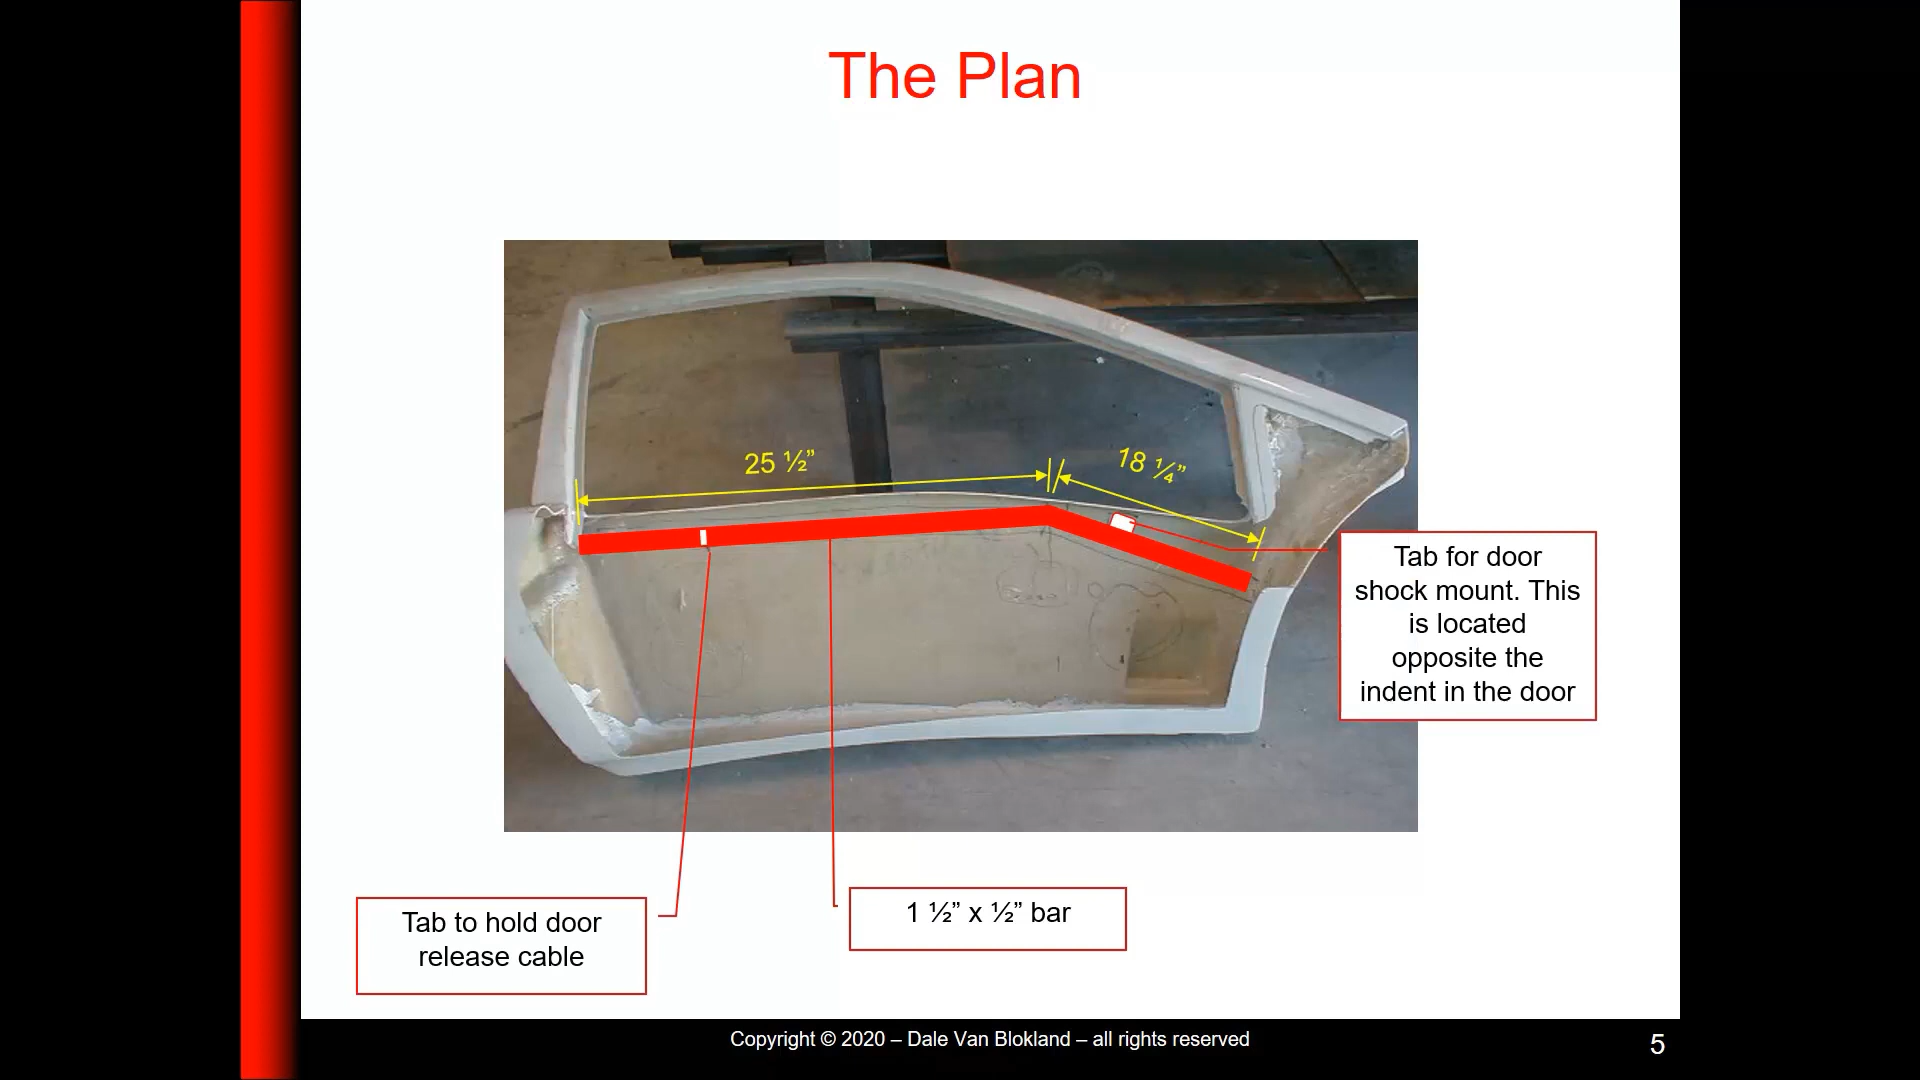 The Plan
25 ½”
18 ¼”
Tab for door
shock mount. This
is located
opposite the
indent in the door
Tab to hold door
release cable
1 ½” x ½” bar
Copyright © 2020 – Dale Van Blokland – all rights reserved
5